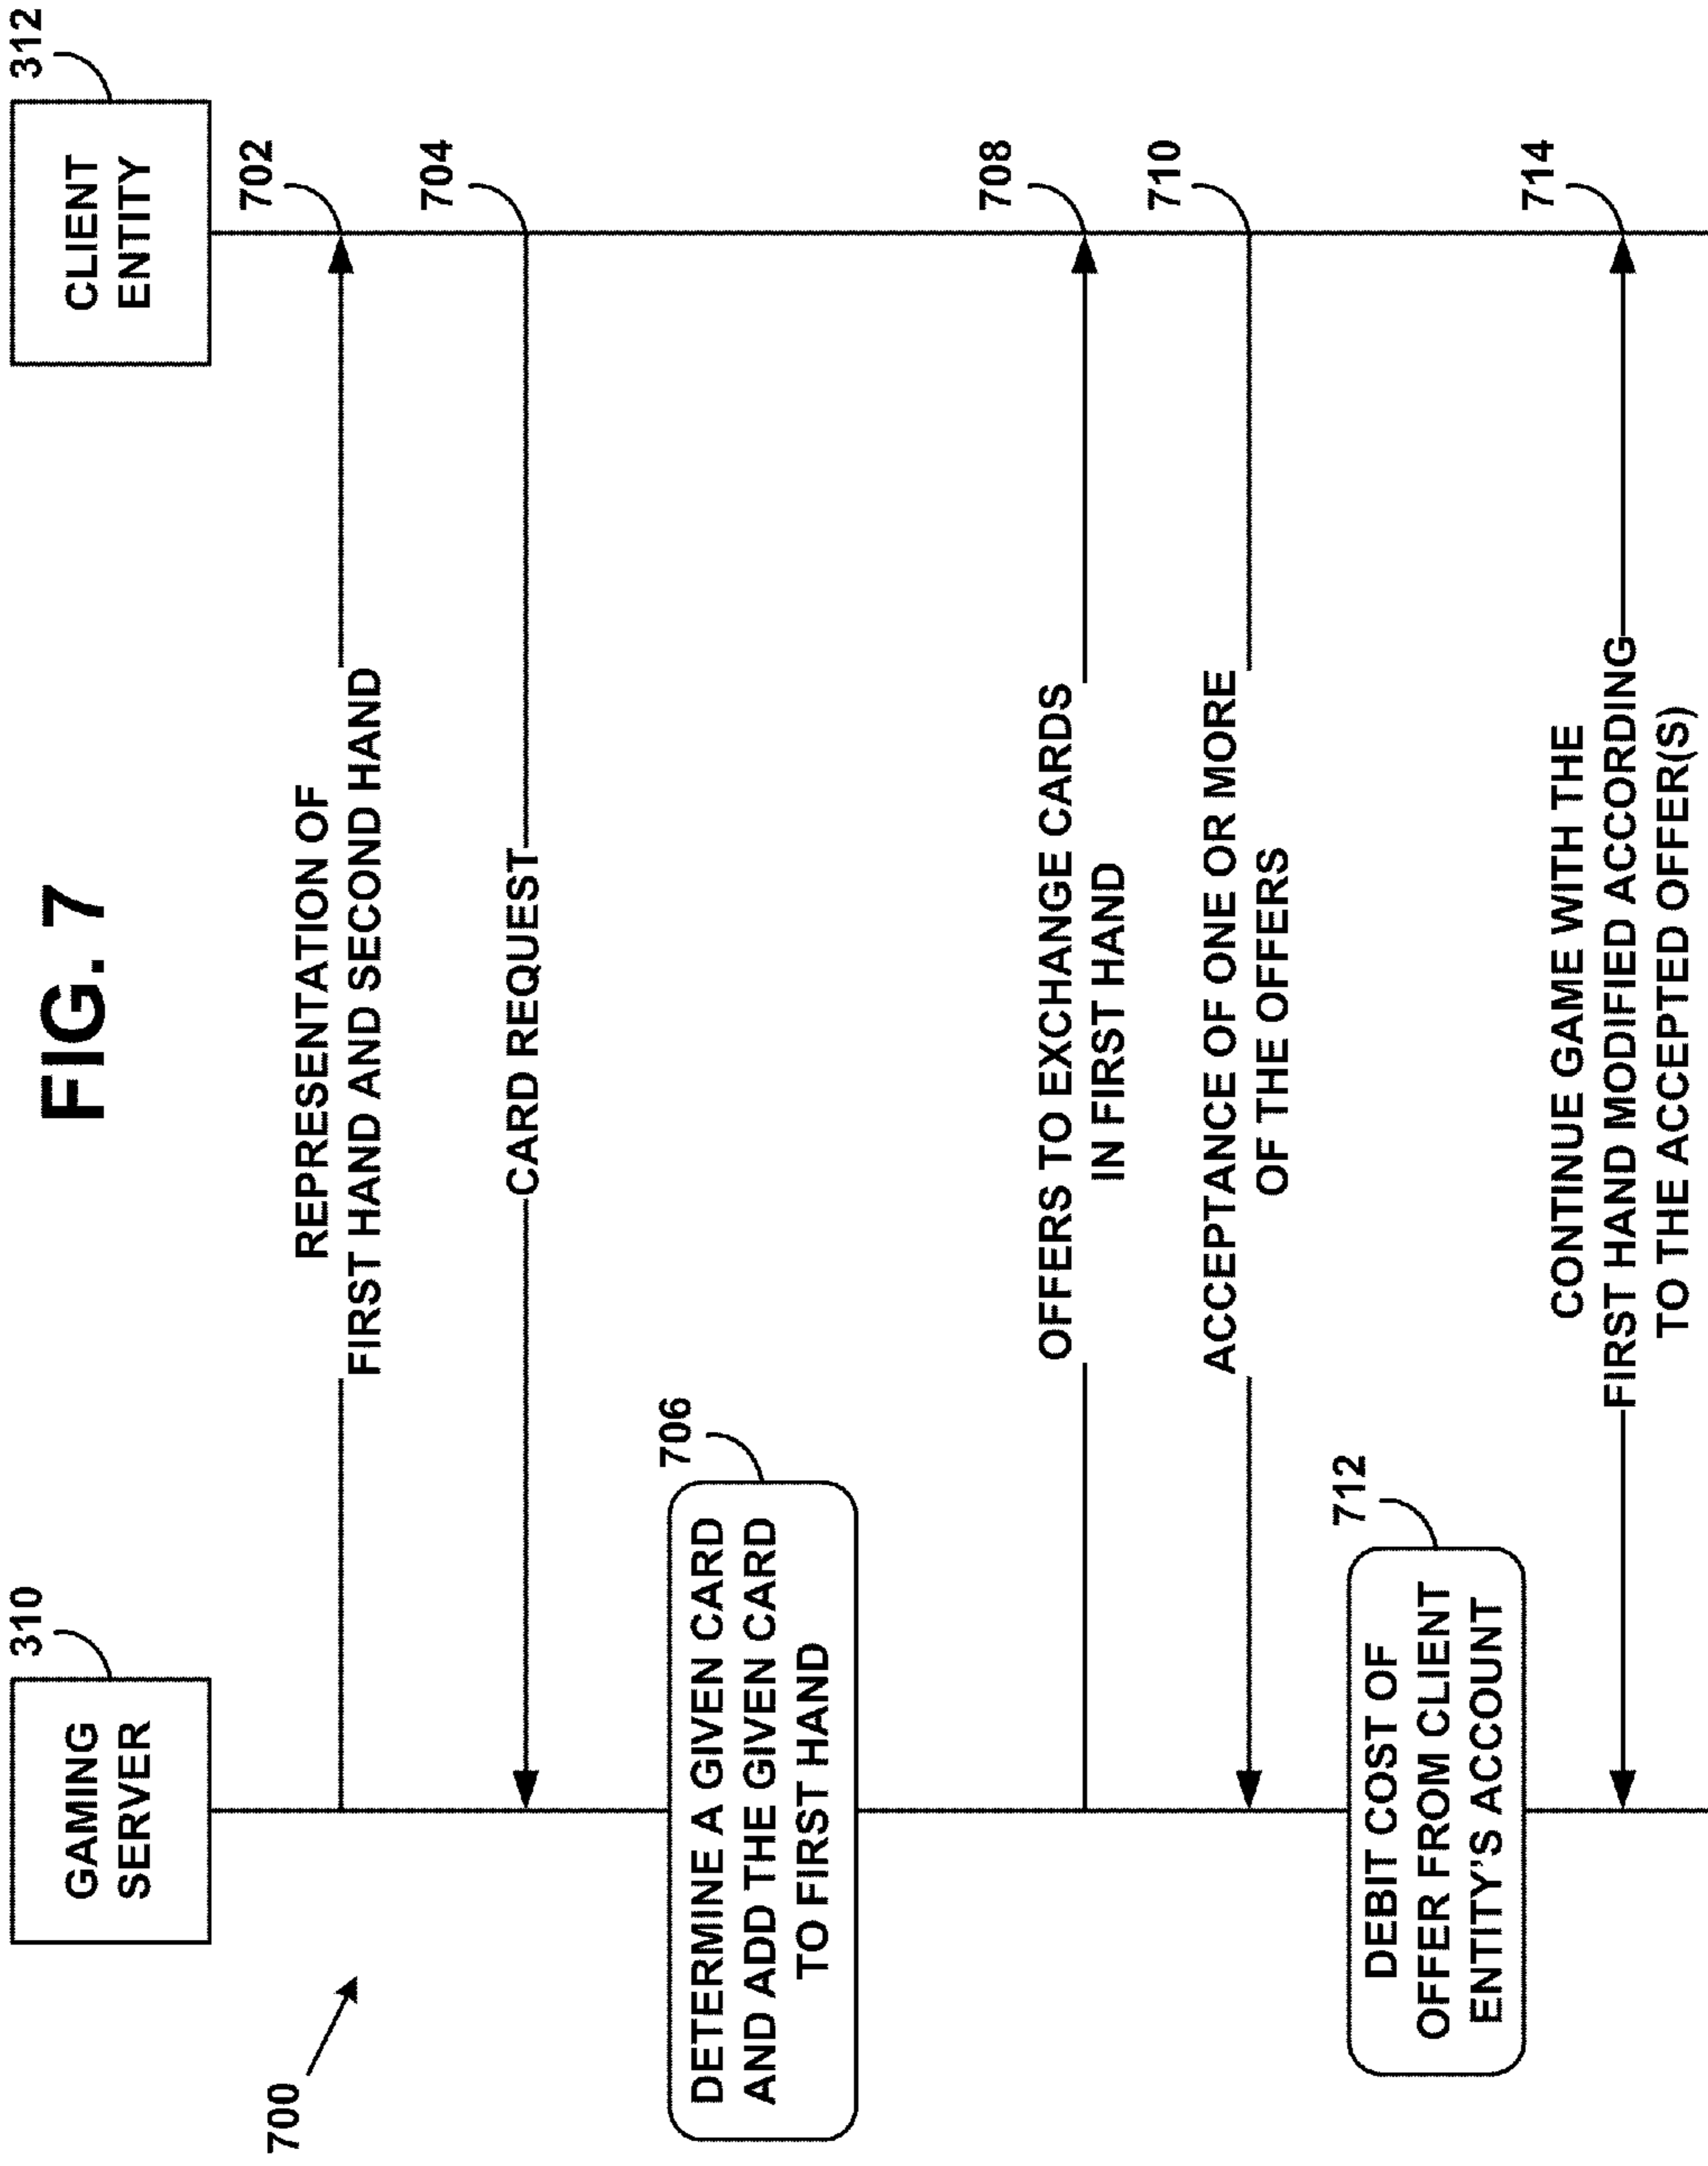 FIG. 7
700
GAMING
SERVER
310
CLIENT
ENTITY
312
REPRESENTATION OF
FIRST HAND AND SECOND HAND
702
CARD REQUEST
704
DETERMINE A GIVEN CARD
AND ADD THE GIVEN CARD
TO FIRST HAND
706
OFFERS TO EXCHANGE CARDS
IN FIRST HAND
708
ACCEPTANCE OF ONE OR MORE
OF THE OFFERS
710
DEBIT COST OF
OFFER FROM CLIENT
ENTITY'S ACCOUNT
712
CONTINUE GAME WITH THE
FIRST HAND MODIFIED ACCORDING
TO THE ACCEPTED OFFER(S)
714